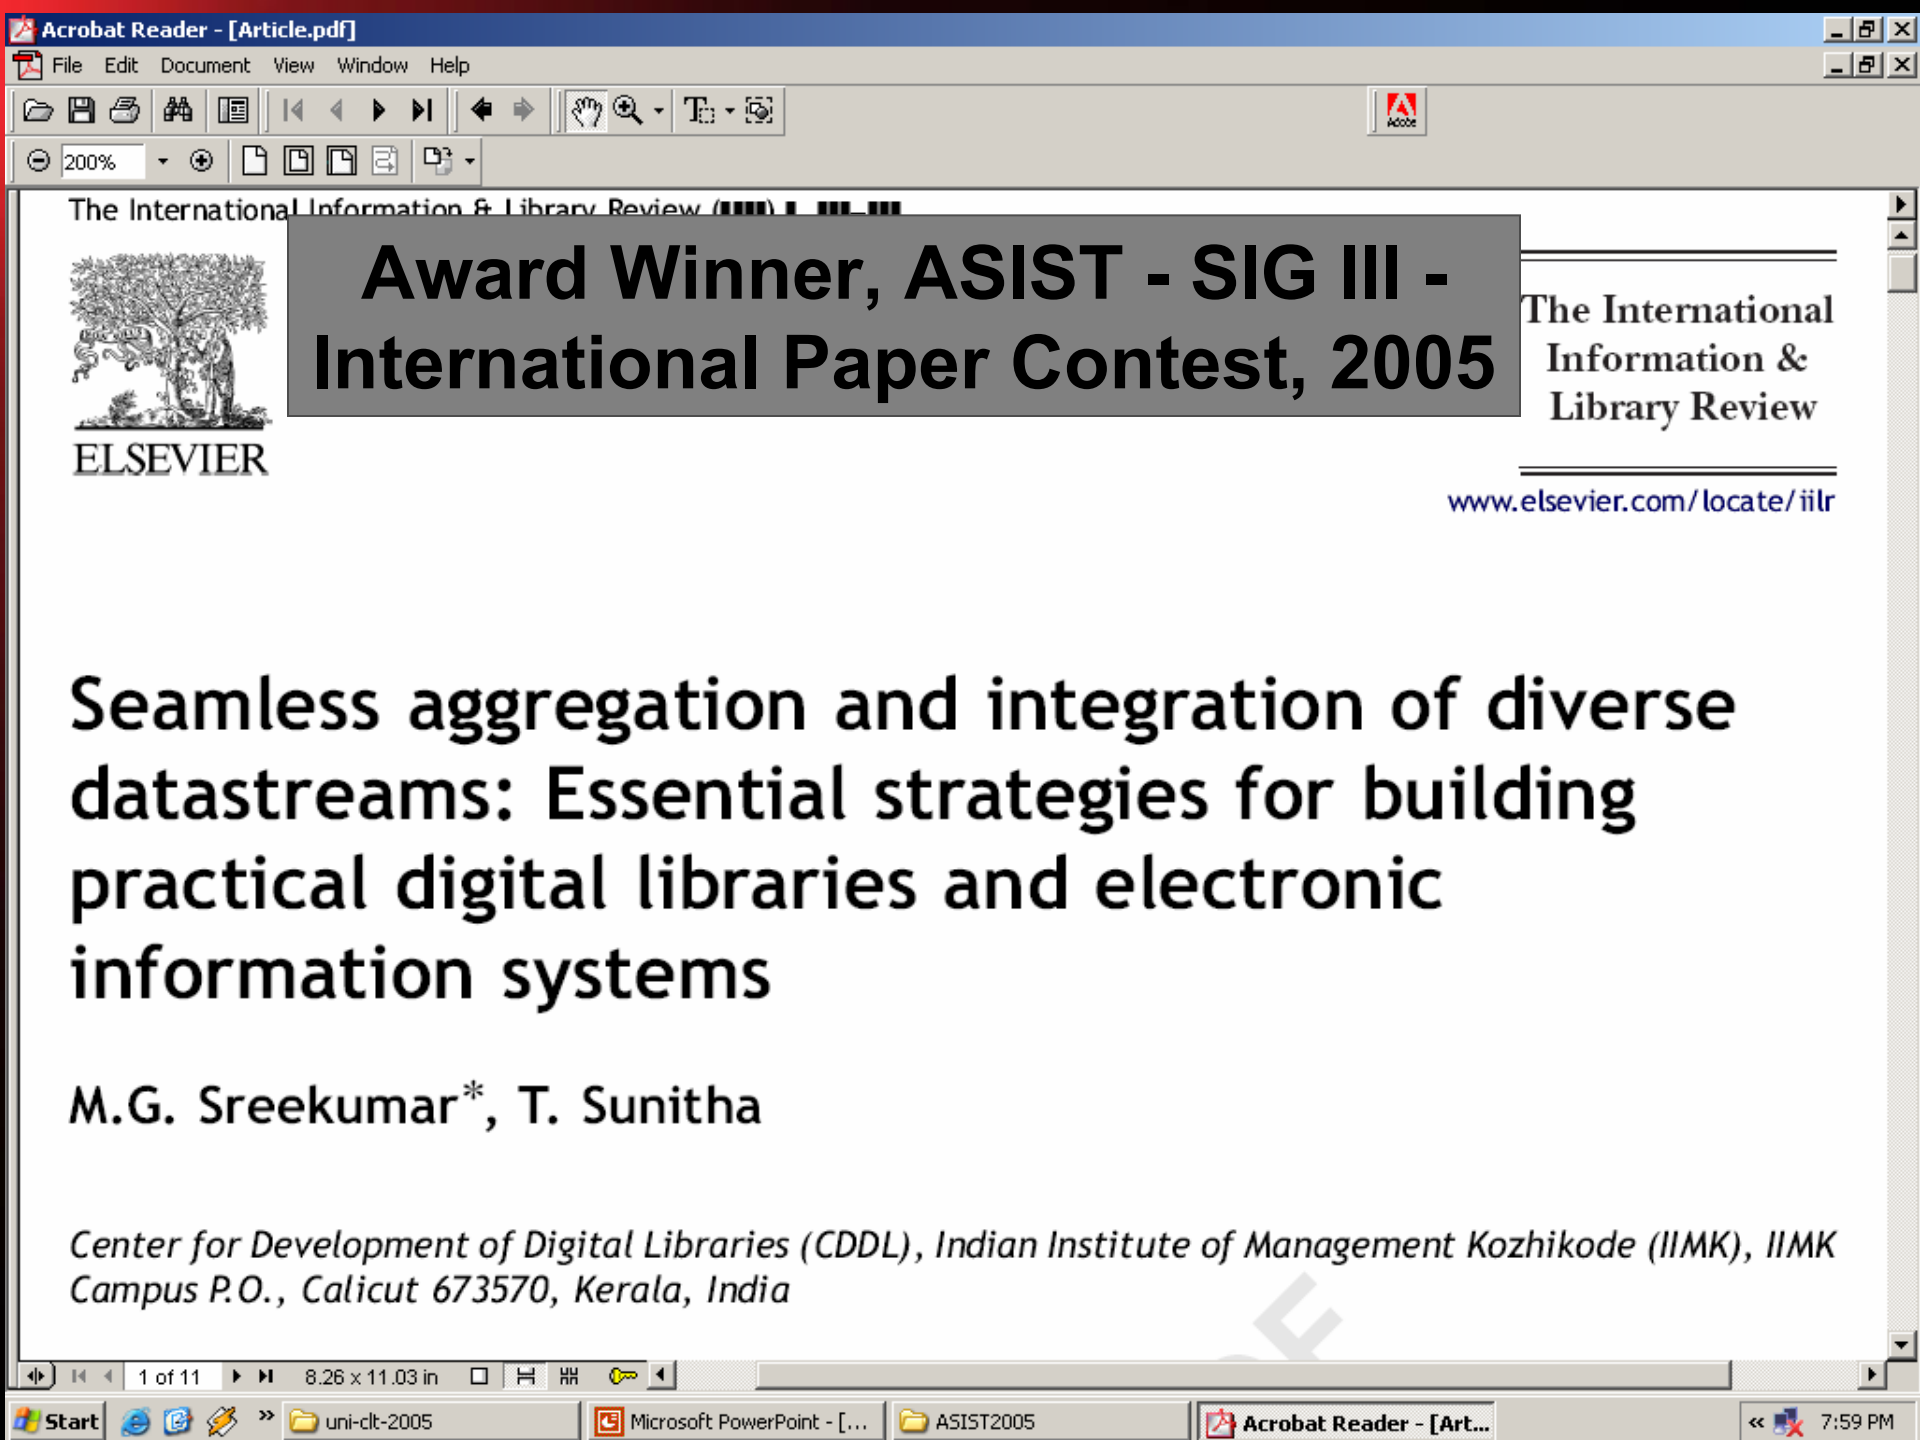 Acrobat Reader - [Article.pdf]
File Edit Document View Window Help
Adobe
200%
The International Information & Library Review
Award Winner, ASIST - SIG III -
International Paper Contest, 2005
ELSEVIER
The International
Information &
Library Review
www.elsevier.com/locate/iilr
Seamless aggregation and integration of diverse
datastreams: Essential strategies for building
practical digital libraries and electronic
information systems
M.G. Sreekumar*, T. Sunitha
Center for Development of Digital Libraries (CDDL), Indian Institute of Management Kozhikode (IIMK), IIMK
Campus P.O., Calicut 673570, Kerala, India
1 of 11 8.26 x 11.03 in
Start » uni-clt-2005 Microsoft PowerPoint - [... ASIST2005 Acrobat Reader - [Art... « 7:59 PM